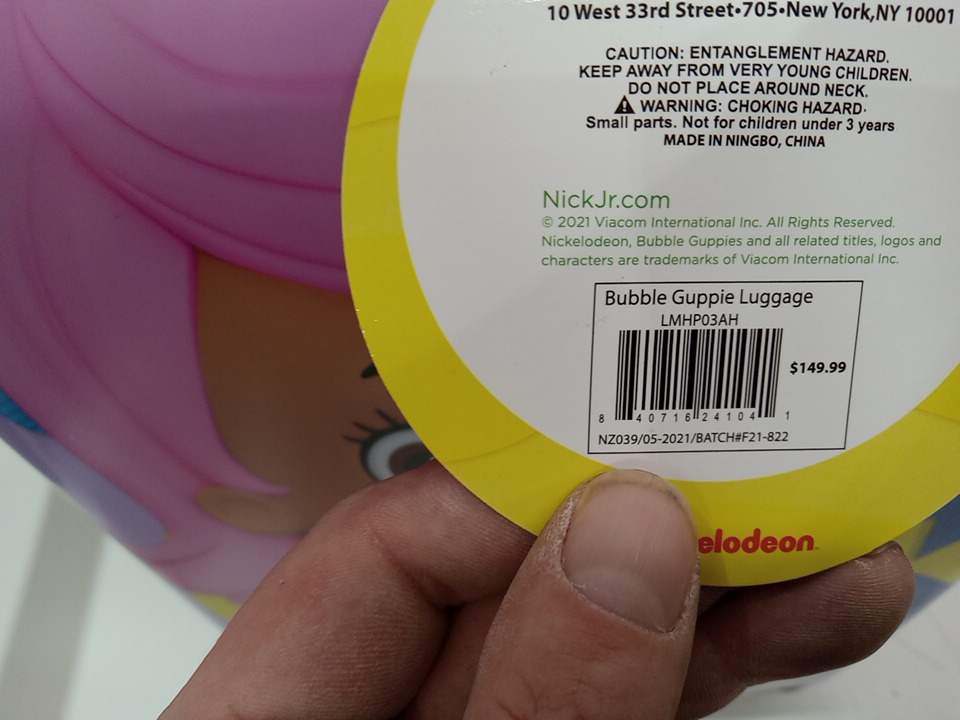 10 West 33rd Street•705•New York,NY 10001
CAUTION: ENTANGLEMENT HAZARD.
KEEP AWAY FROM VERY YOUNG CHILDREN.
DO NOT PLACE AROUND NECK.
⚠ WARNING: CHOKING HAZARD.
Small parts. Not for children under 3 years
MADE IN NINGBO, CHINA
NickJr.com
© 2021 Viacom International Inc. All Rights Reserved.
Nickelodeon, Bubble Guppies and all related titles, logos and
characters are trademarks of Viacom International Inc.
Bubble Guppie Luggage
LMHP03AH
$149.99
8 40716 24104 1
NZ039/05-2021/BATCH#F21-822
elodeon